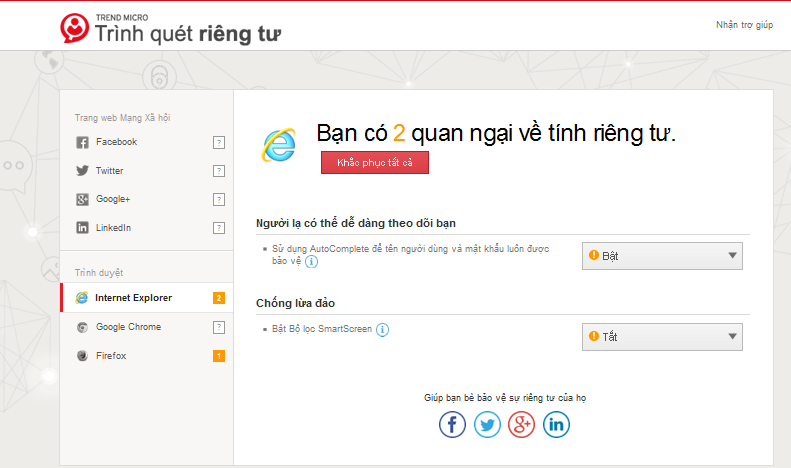 TREND MICRO
Trình quét riêng tư
Nhận trợ giúp
Trang web Mạng Xã hội
Facebook ?
Twitter ?
Google+ ?
LinkedIn ?
Trình duyệt
Internet Explorer 2
Google Chrome ?
Firefox 1
Bạn có 2 quan ngại về tính riêng tư.
Khắc phục tất cả
Người lạ có thể dễ dàng theo dõi bạn
Sử dụng AutoComplete để tên người dùng và mật khẩu luôn được
bảo vệ
Bật
Chống lừa đảo
Bật Bộ lọc SmartScreen
Tắt
Giúp bạn bè bảo vệ sự riêng tư của họ